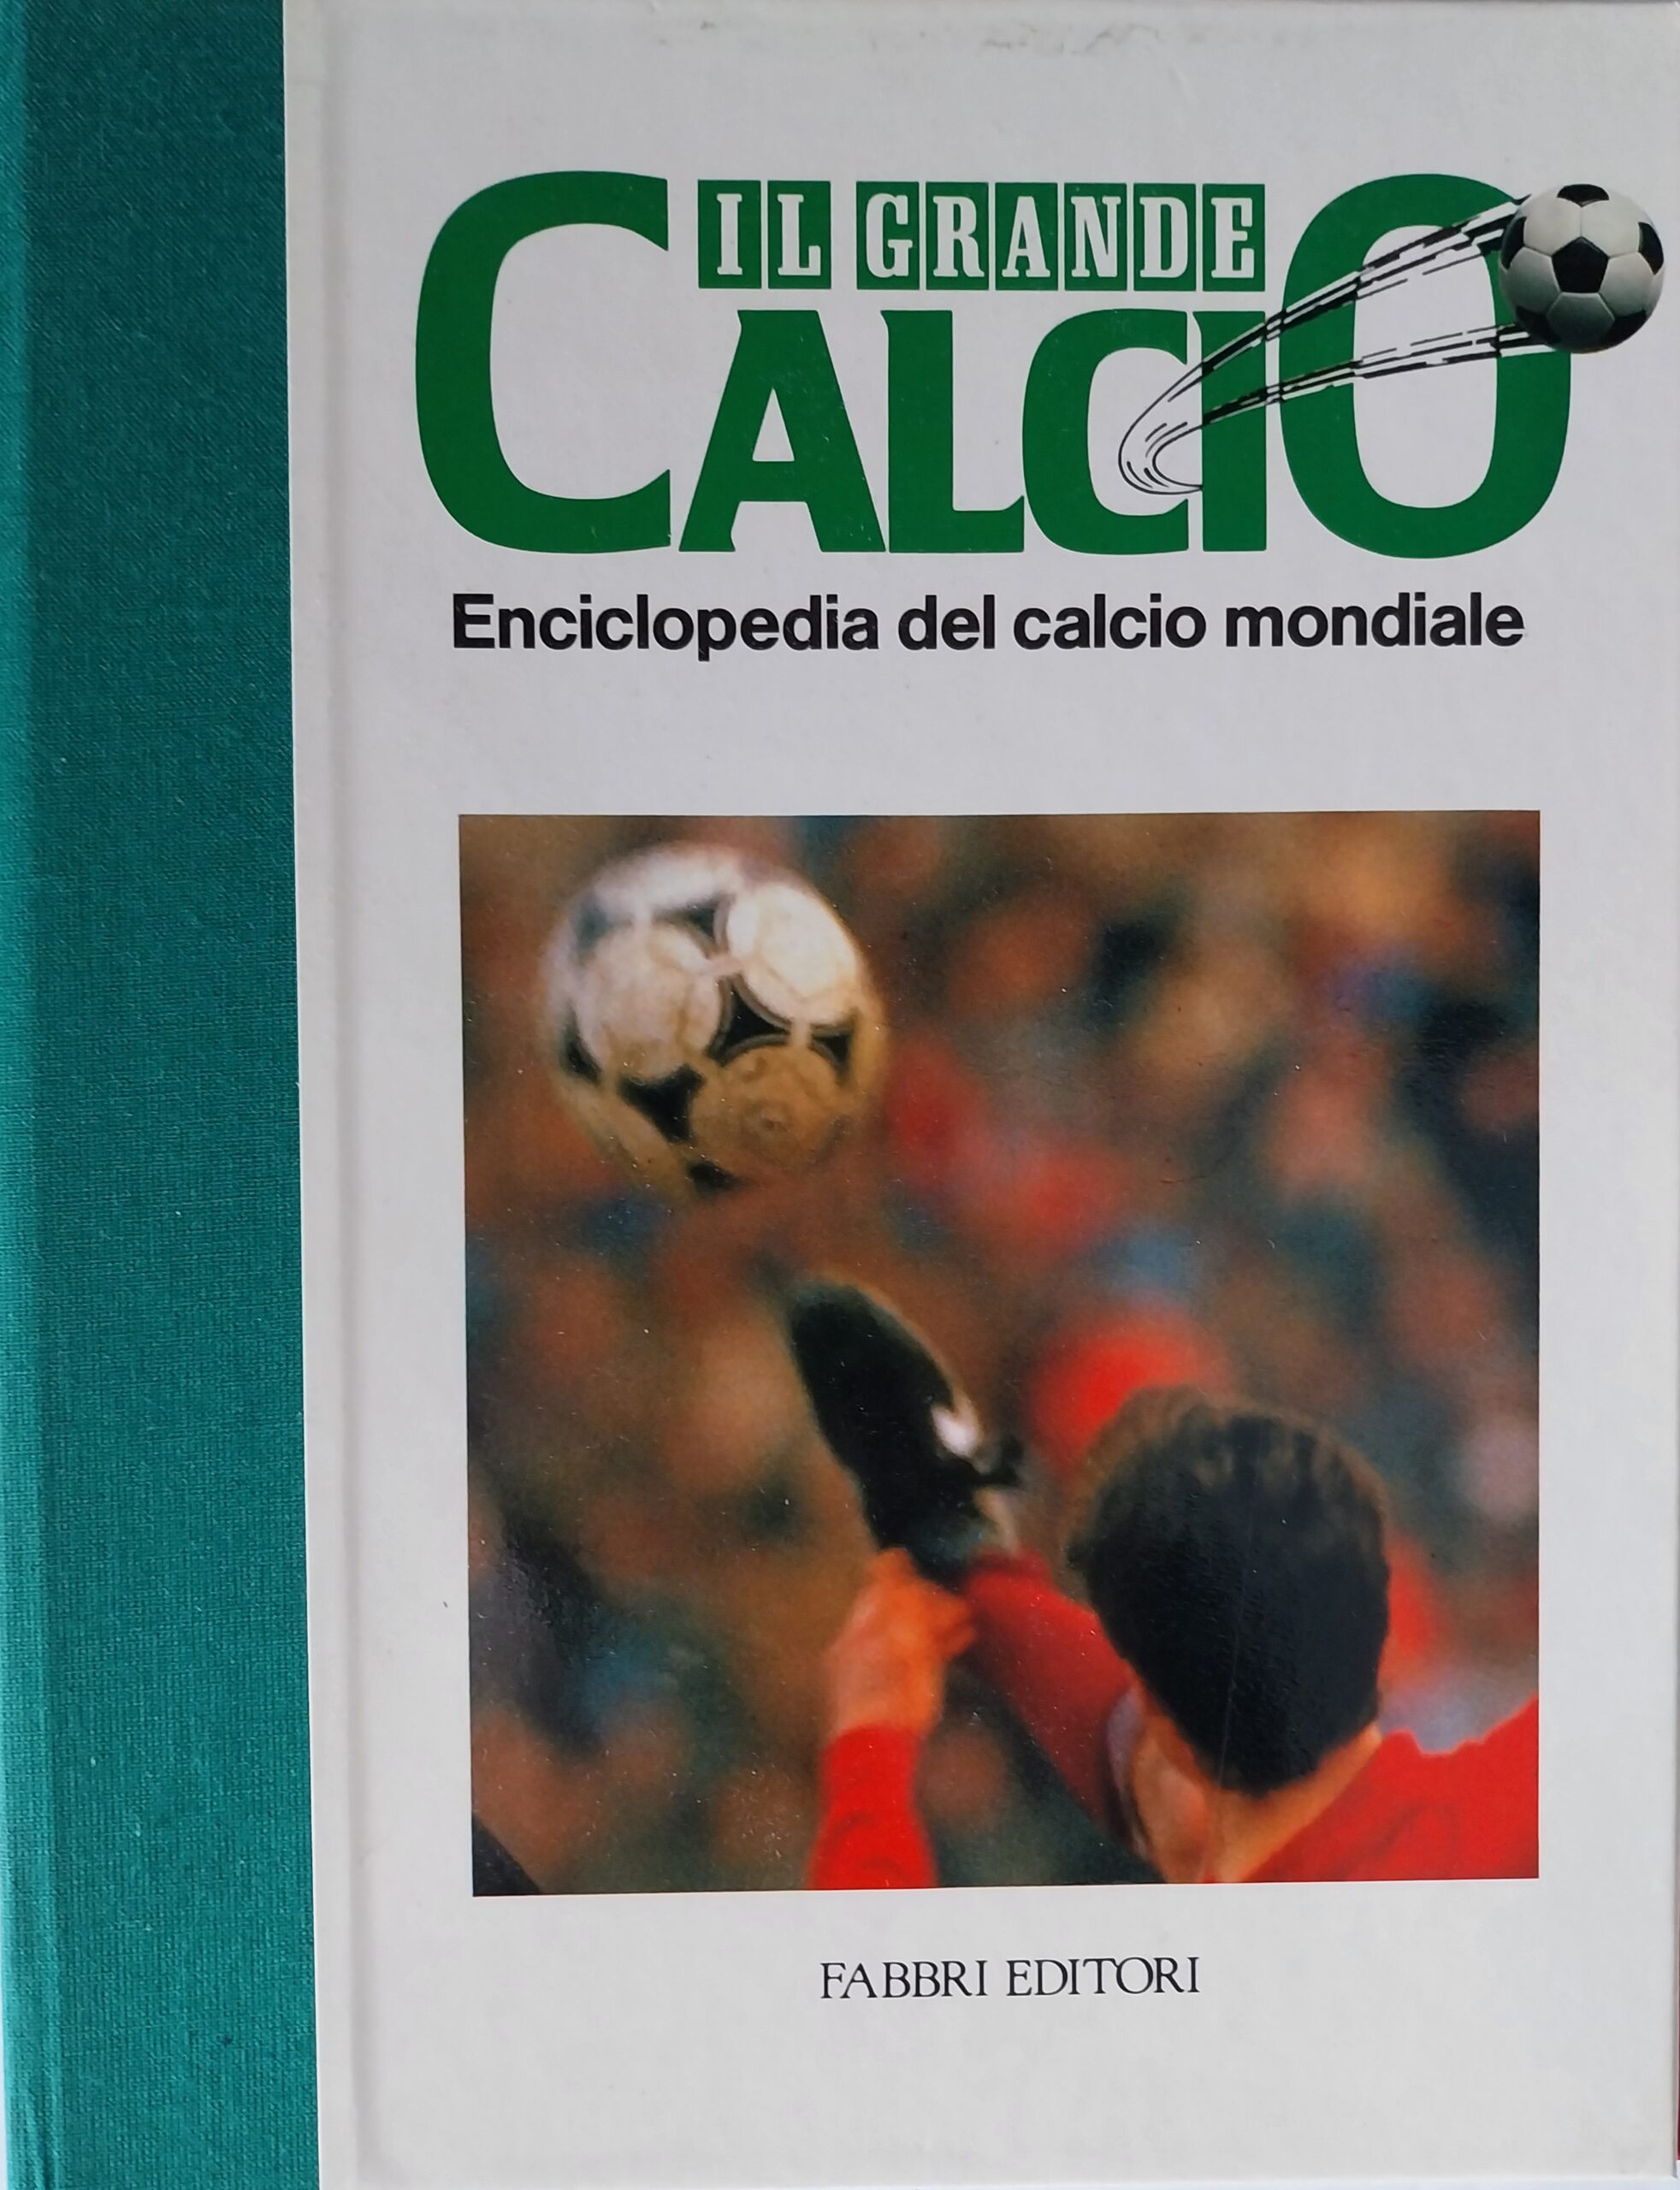 IL GRANDE
CALCIO
Enciclopedia del calcio mondiale
FABBRI EDITORI